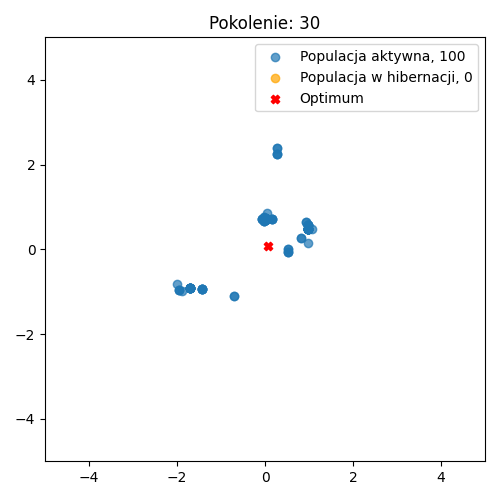 Pokolenie: 30
Populacja aktywna, 100
Populacja w hibernacji, 0
Optimum
4
2
0
−2
−4
−4 −2 0 2 4